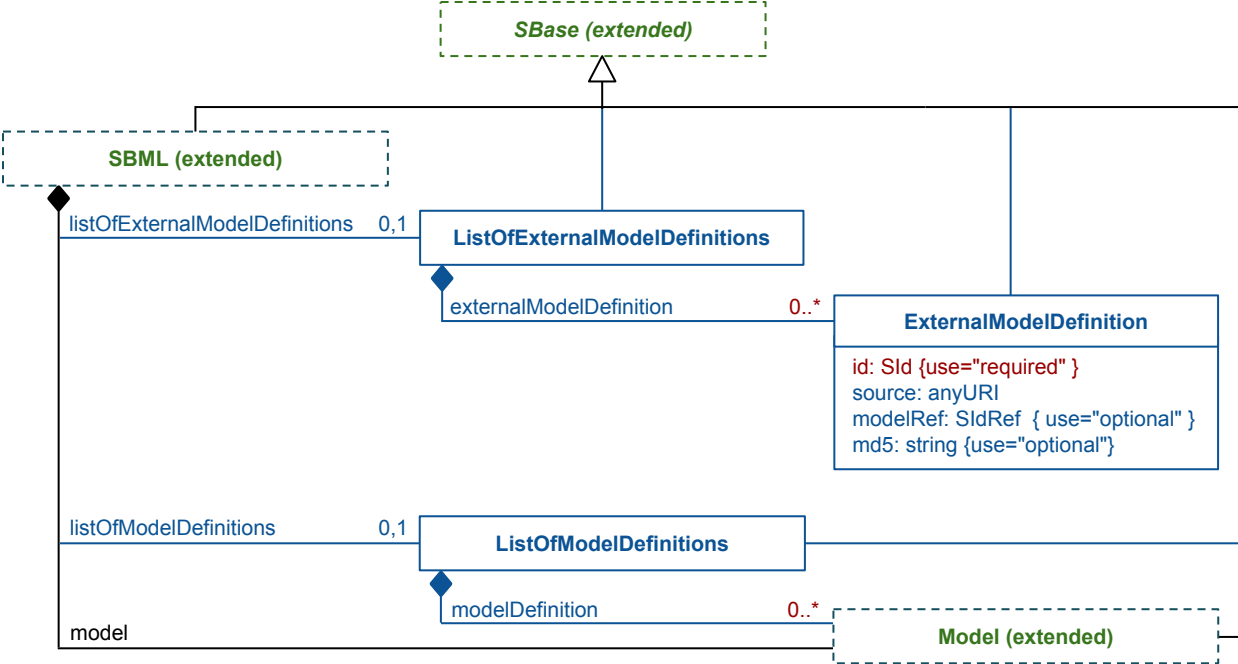 SBase (extended)
SBML (extended)
listOfExternalModelDefinitions 0,1
ListOfExternalModelDefinitions
externalModelDefinition 0..*
ExternalModelDefinition
id: SId {use="required" }
source: anyURI
modelRef: SIdRef { use="optional" }
md5: string {use="optional"}
listOfModelDefinitions 0,1
ListOfModelDefinitions
modelDefinition 0..*
model
Model (extended)